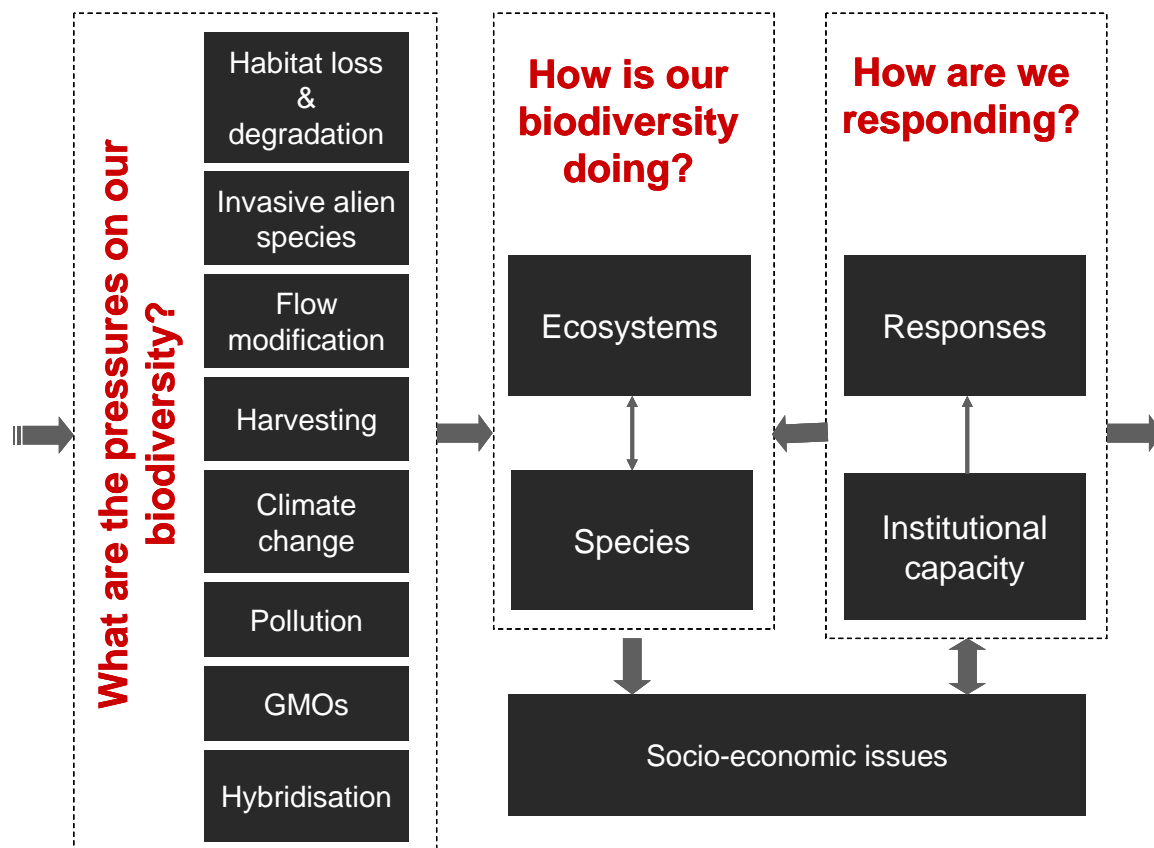 What are the pressures on our
biodiversity?
Habitat loss
&
degradation
Invasive alien
species
Flow
modification
Harvesting
Climate
change
Pollution
GMOs
Hybridisation
How is our
biodiversity
doing?
Ecosystems
Species
How are we
responding?
Responses
Institutional
capacity
Socio-economic issues